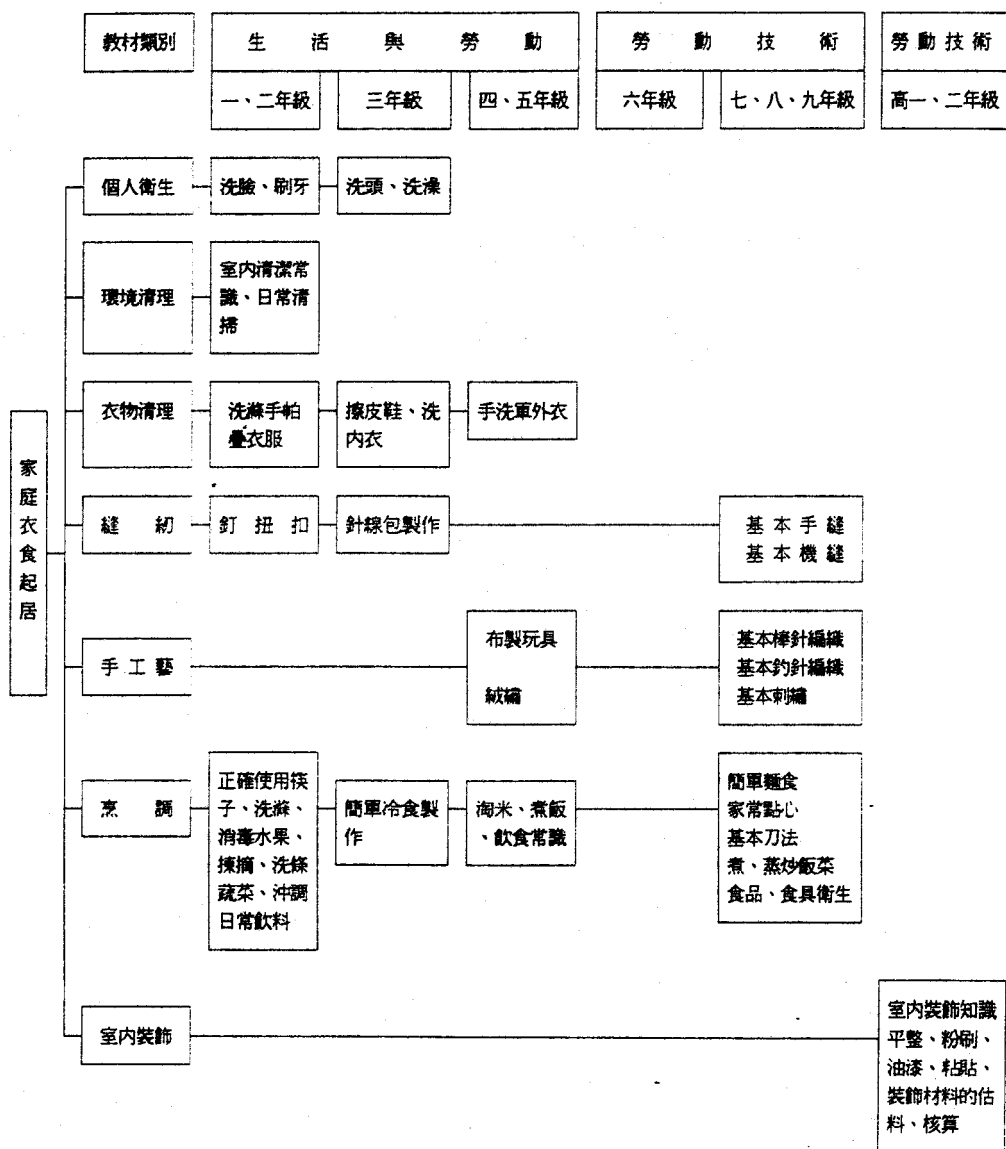 教材類別
生活與勞動
勞動技術
勞動技術
一、二年級
三年級
四、五年級
六年級
七、八、九年級
高一、二年級
家庭衣食起居
個人衛生
洗臉、刷牙
洗頭、洗澡
環境清理
室內清潔常
識、日常清
掃
衣物清理
洗滌手帕
疊衣服
擦皮鞋、洗
內衣
手洗單外衣
縫紉
釘扭扣
針線包製作
基本手縫
基本機縫
手工藝
布製玩具
絨繡
基本棒針編織
基本鈎針編織
基本刺繡
烹調
正確使用筷
子、洗滌、
消毒水果、
揀摘、洗滌
蔬菜、沖調
日常飲料
簡單冷食製
作
淘米、煮飯
、飲食常識
簡單麵食
家常點心
基本刀法
煮、蒸炒飯菜
食品、食具衛生
室內裝飾
室內裝飾知識
平整、粉刷、
油漆、粘貼、
裝飾材料的估
料、核算